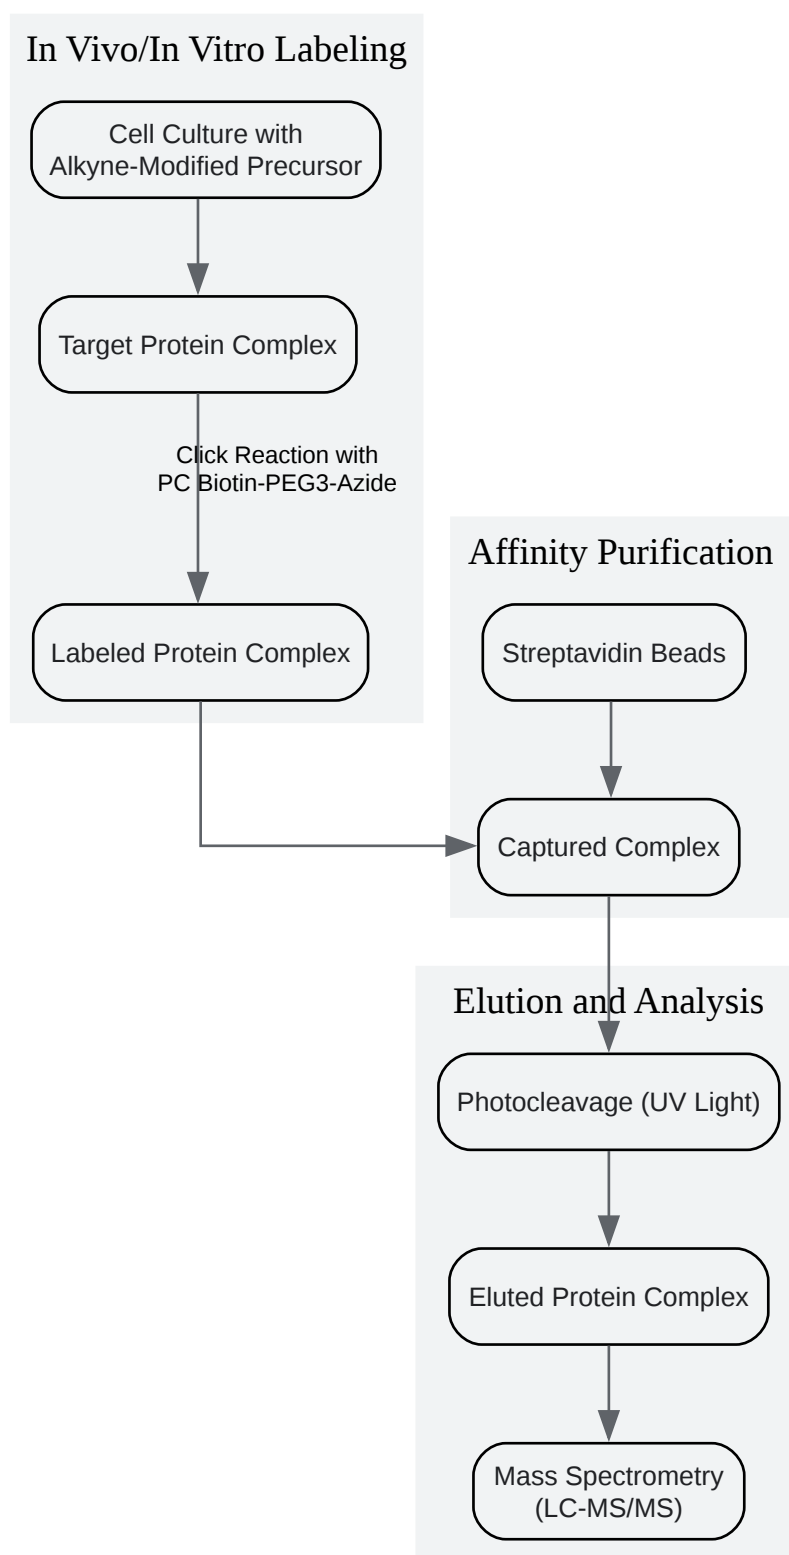 In Vivo/In Vitro Labeling
Cell Culture with
Alkyne-Modified Precursor
Target Protein Complex
Click Reaction with
PC Biotin-PEG3-Azide
Labeled Protein Complex
Affinity Purification
Streptavidin Beads
Captured Complex
Elution and Analysis
Photocleavage (UV Light)
Eluted Protein Complex
Mass Spectrometry
(LC-MS/MS)